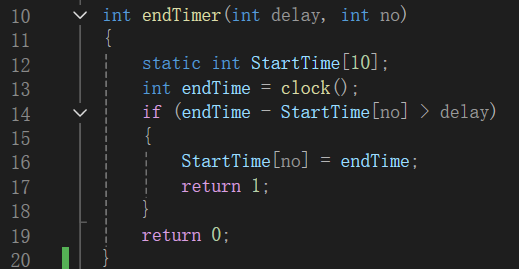 10 int endTimer(int delay, int no)
11 {
12 static int StartTime[10];
13 int endTime = clock();
14 if (endTime - StartTime[no] > delay)
15 {
16 StartTime[no] = endTime;
17 return 1;
18 }
19 return 0;
20 }